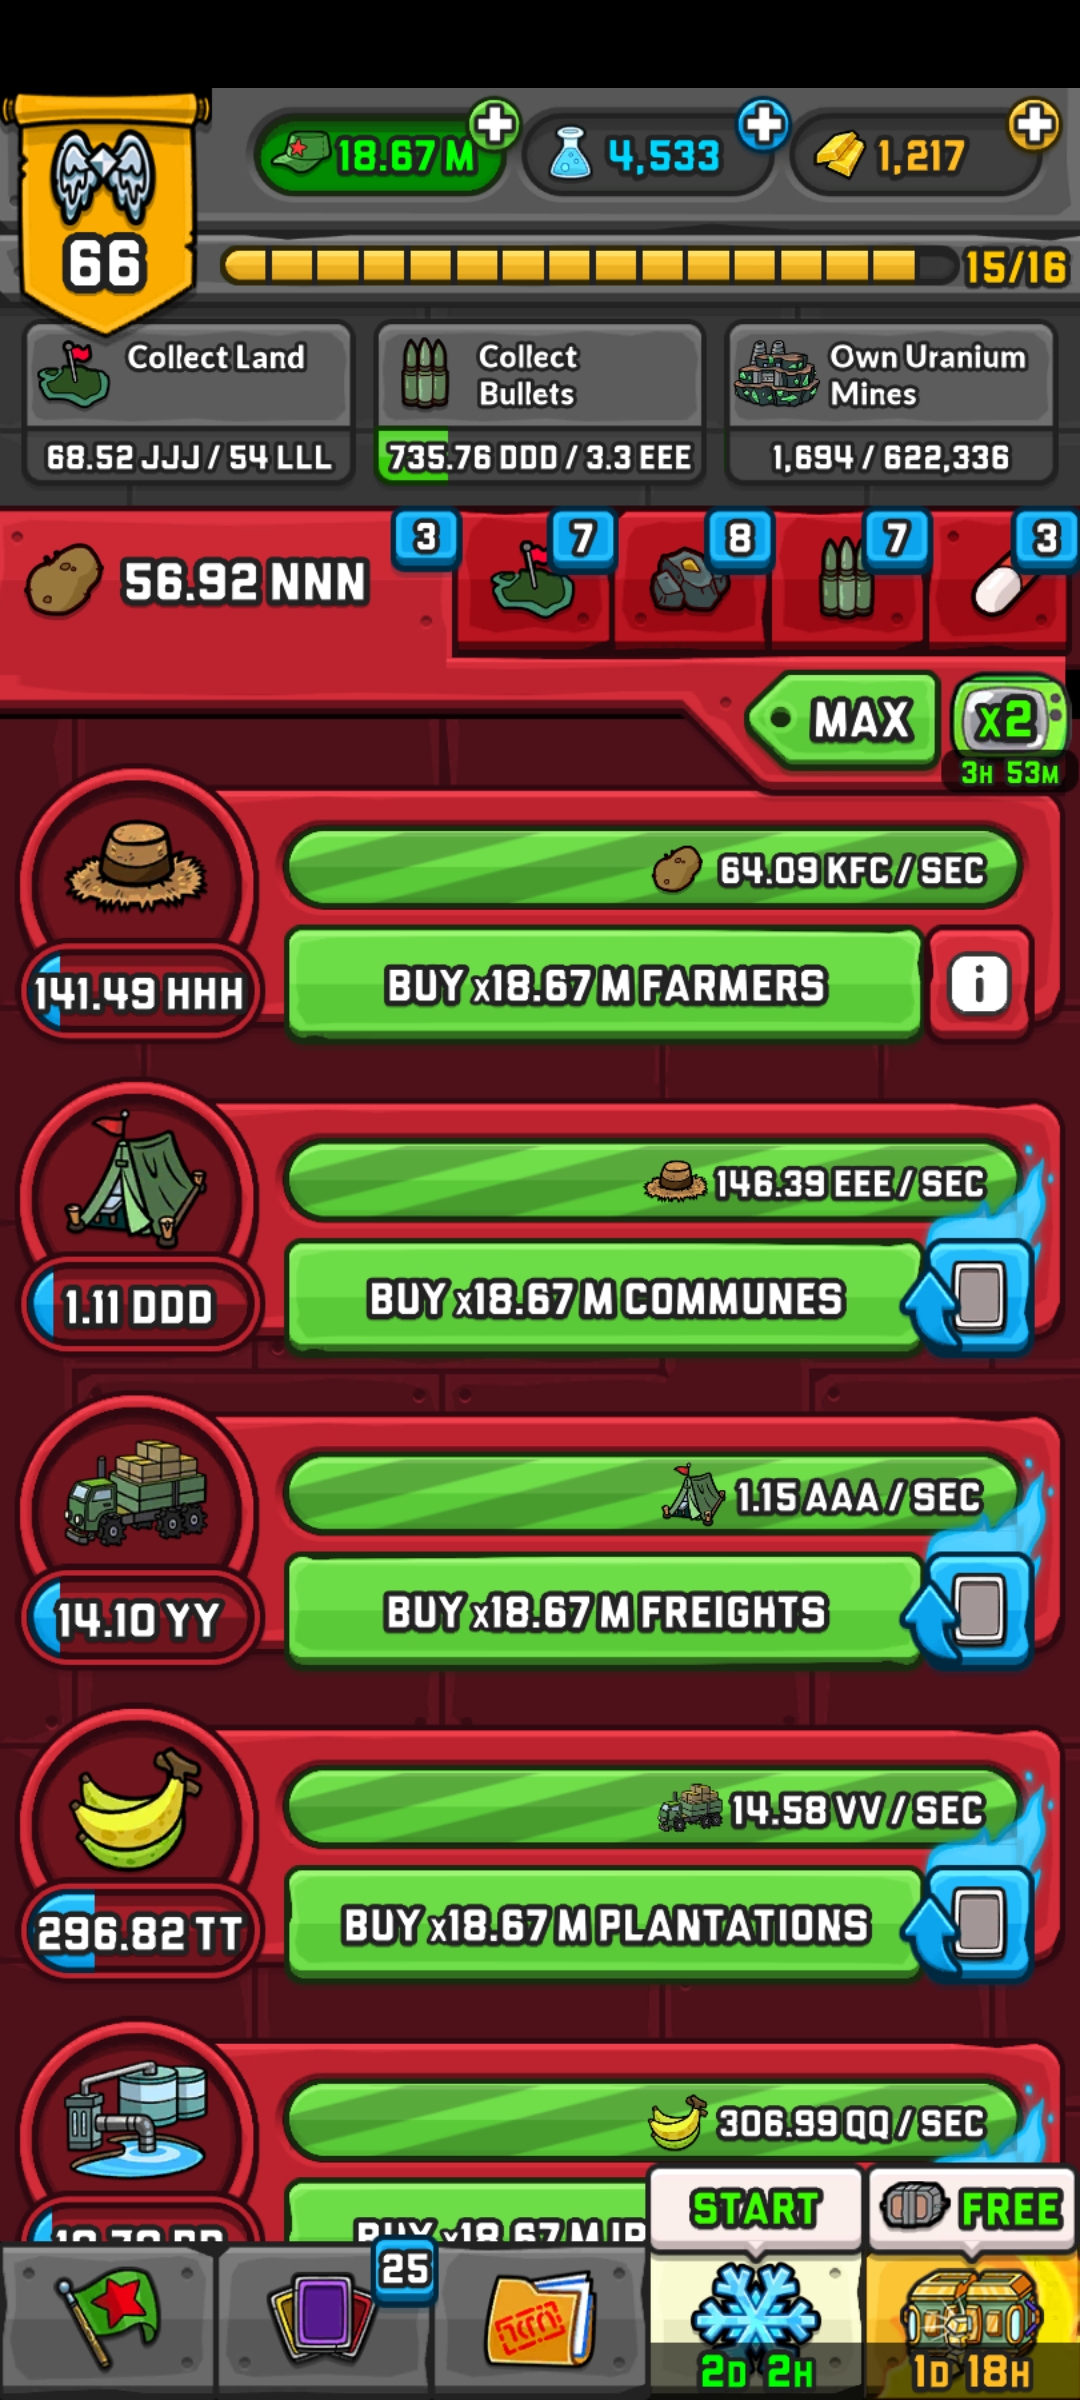 18.67 M
4,533
1,217
66
15/16
Collect Land
68.52 JJJ / 54 LLL
Collect
Bullets
735.76 DDD / 3.3 EEE
Own Uranium
Mines
1,694 / 622,336
56.92 NNN
3
7
8
7
3
MAX
x2
3H 53M
64.09 KFC / SEC
141.49 HHH
BUY x18.67 M FARMERS
i
146.39 EEE / SEC
1.11 DDD
BUY x18.67 M COMMUNES
1.15 AAA / SEC
14.10 YY
BUY x18.67 M FREIGHTS
14.58 VV / SEC
296.82 TT
BUY x18.67 M PLANTATIONS
306.99 QQ / SEC
BUY x18.67 M
START
FREE
25
2D 2H
1D 18H